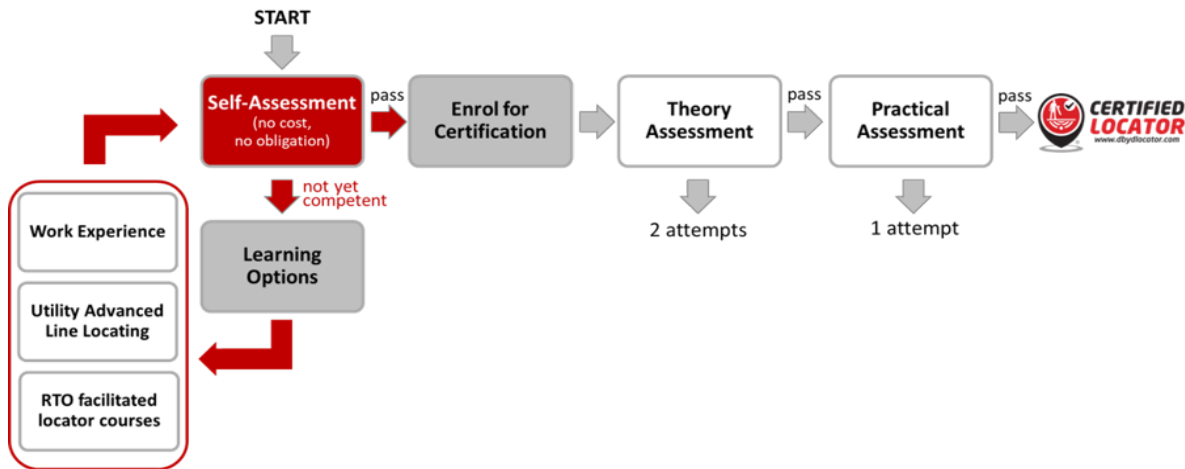 START
Self-Assessment
(no cost,
no obligation)
pass
Enrol for
Certification
Theory
Assessment
pass
Practical
Assessment
pass
CERTIFIED
LOCATOR
www.dbydlocator.com
not yet
competent
2 attempts
1 attempt
Learning
Options
Work Experience
Utility Advanced
Line Locating
RTO facilitated
locator courses